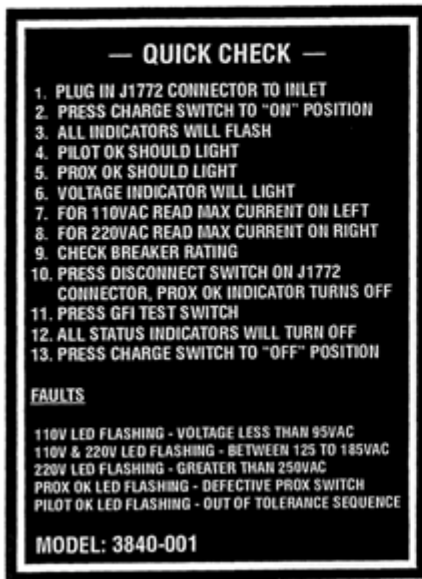 — QUICK CHECK —
1. PLUG IN J1772 CONNECTOR TO INLET
2. PRESS CHARGE SWITCH TO “ON” POSITION
3. ALL INDICATORS WILL FLASH
4. PILOT OK SHOULD LIGHT
5. PROX OK SHOULD LIGHT
6. VOLTAGE INDICATOR WILL LIGHT
7. FOR 110VAC READ MAX CURRENT ON LEFT
8. FOR 220VAC READ MAX CURRENT ON RIGHT
9. CHECK BREAKER RATING
10. PRESS DISCONNECT SWITCH ON J1772
CONNECTOR, PROX OK INDICATOR TURNS OFF
11. PRESS GFI TEST SWITCH
12. ALL STATUS INDICATORS WILL TURN OFF
13. PRESS CHARGE SWITCH TO “OFF” POSITION
FAULTS
110V LED FLASHING - VOLTAGE LESS THAN 95VAC
110V & 220V LED FLASHING - BETWEEN 125 TO 185VAC
220V LED FLASHING - GREATER THAN 250VAC
PROX OK LED FLASHING - DEFECTIVE PROX SWITCH
PILOT OK LED FLASHING - OUT OF TOLERANCE SEQUENCE
MODEL: 3840-001